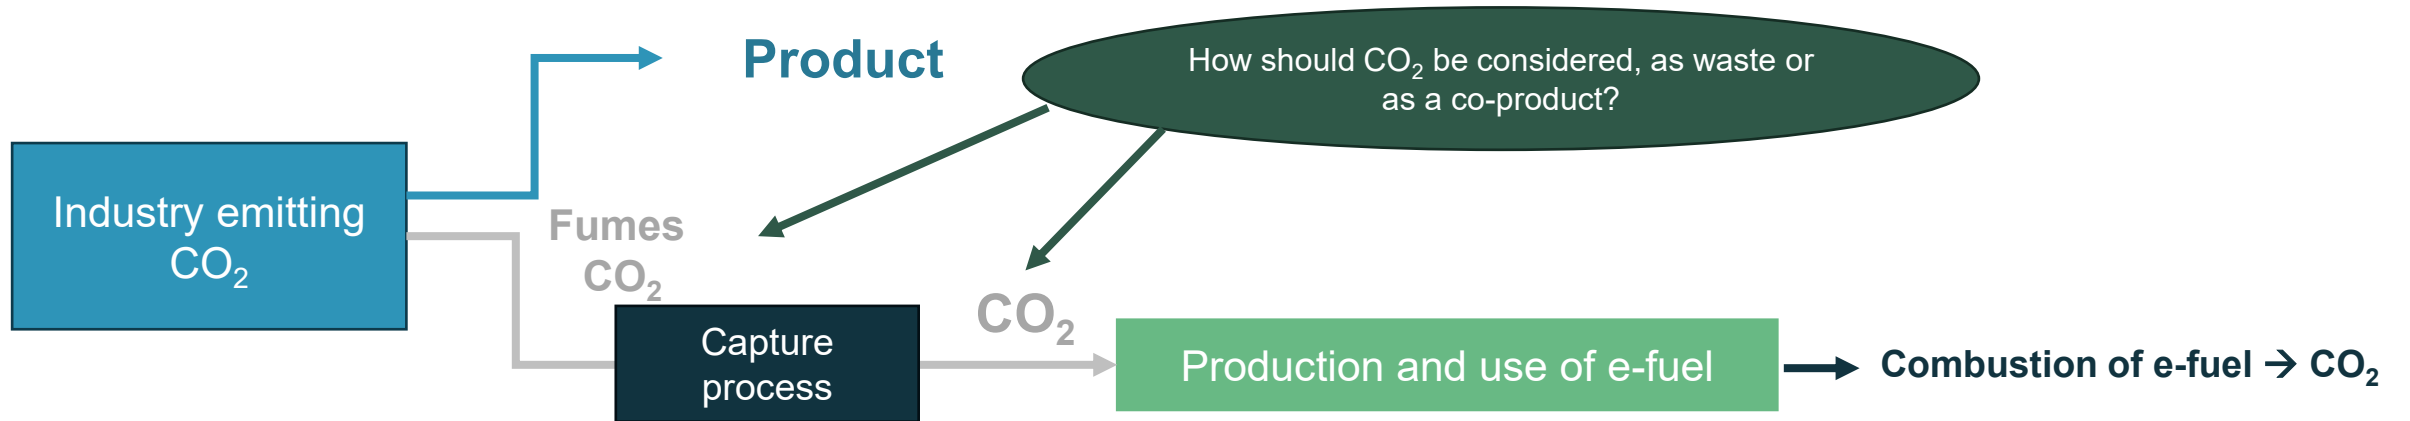 Product
How should CO₂ be considered, as waste or
as a co-product?
Industry emitting
CO₂
Fumes
CO₂
Capture
process
CO₂
Production and use of e-fuel
Combustion of e-fuel → CO₂